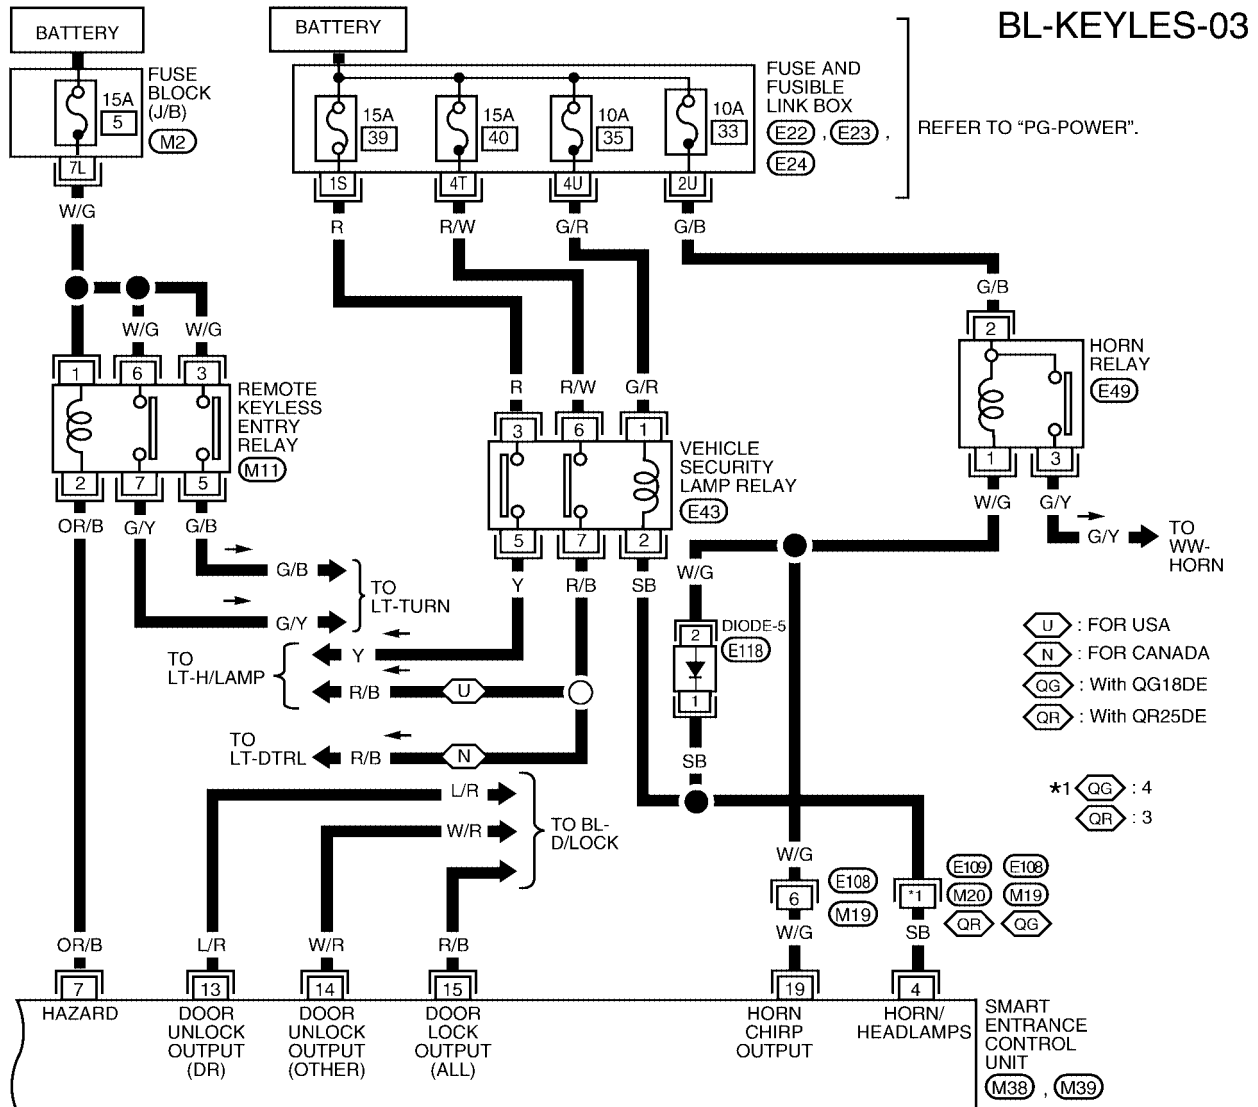 BL-KEYLES-03
BATTERY
BATTERY
FUSE
BLOCK
(J/B)
M2
15A
5
7L
W/G
15A
39
15A
40
10A
35
10A
33
FUSE AND
FUSIBLE
LINK BOX
E22 , E23 ,
E24
REFER TO “PG-POWER”.
1S
4T
4U
2U
R
R/W
G/R
G/B
G/B
W/G
W/G
2
HORN
RELAY
E49
1
6
3
REMOTE
KEYLESS
ENTRY
RELAY
M11
R
R/W
G/R
3
6
1
VEHICLE
SECURITY
LAMP RELAY
E43
1
3
W/G
G/Y
2
7
5
OR/B
G/Y
G/B
5
7
2
Y
R/B
SB
G/Y
TO
WW-
HORN
G/B
G/Y
TO
LT-TURN
W/G
2
DIODE-5
E118
1
SB
TO
LT-H/LAMP
Y
R/B
U
TO
LT-DTRL
R/B
N
U : FOR USA
N : FOR CANADA
QG : With QG18DE
QR : With QR25DE
*1 QG : 4
QR : 3
L/R
W/R
TO BL-
D/LOCK
W/G
6
E108
M19
W/G
*1
E109 E108
M20 M19
QR QG
SB
OR/B
L/R
W/R
R/B
7
13
14
15
19
4
HAZARD
DOOR
UNLOCK
OUTPUT
(DR)
DOOR
UNLOCK
OUTPUT
(OTHER)
DOOR
LOCK
OUTPUT
(ALL)
HORN
CHIRP
OUTPUT
HORN/
HEADLAMPS
SMART
ENTRANCE
CONTROL
UNIT
M38 , M39